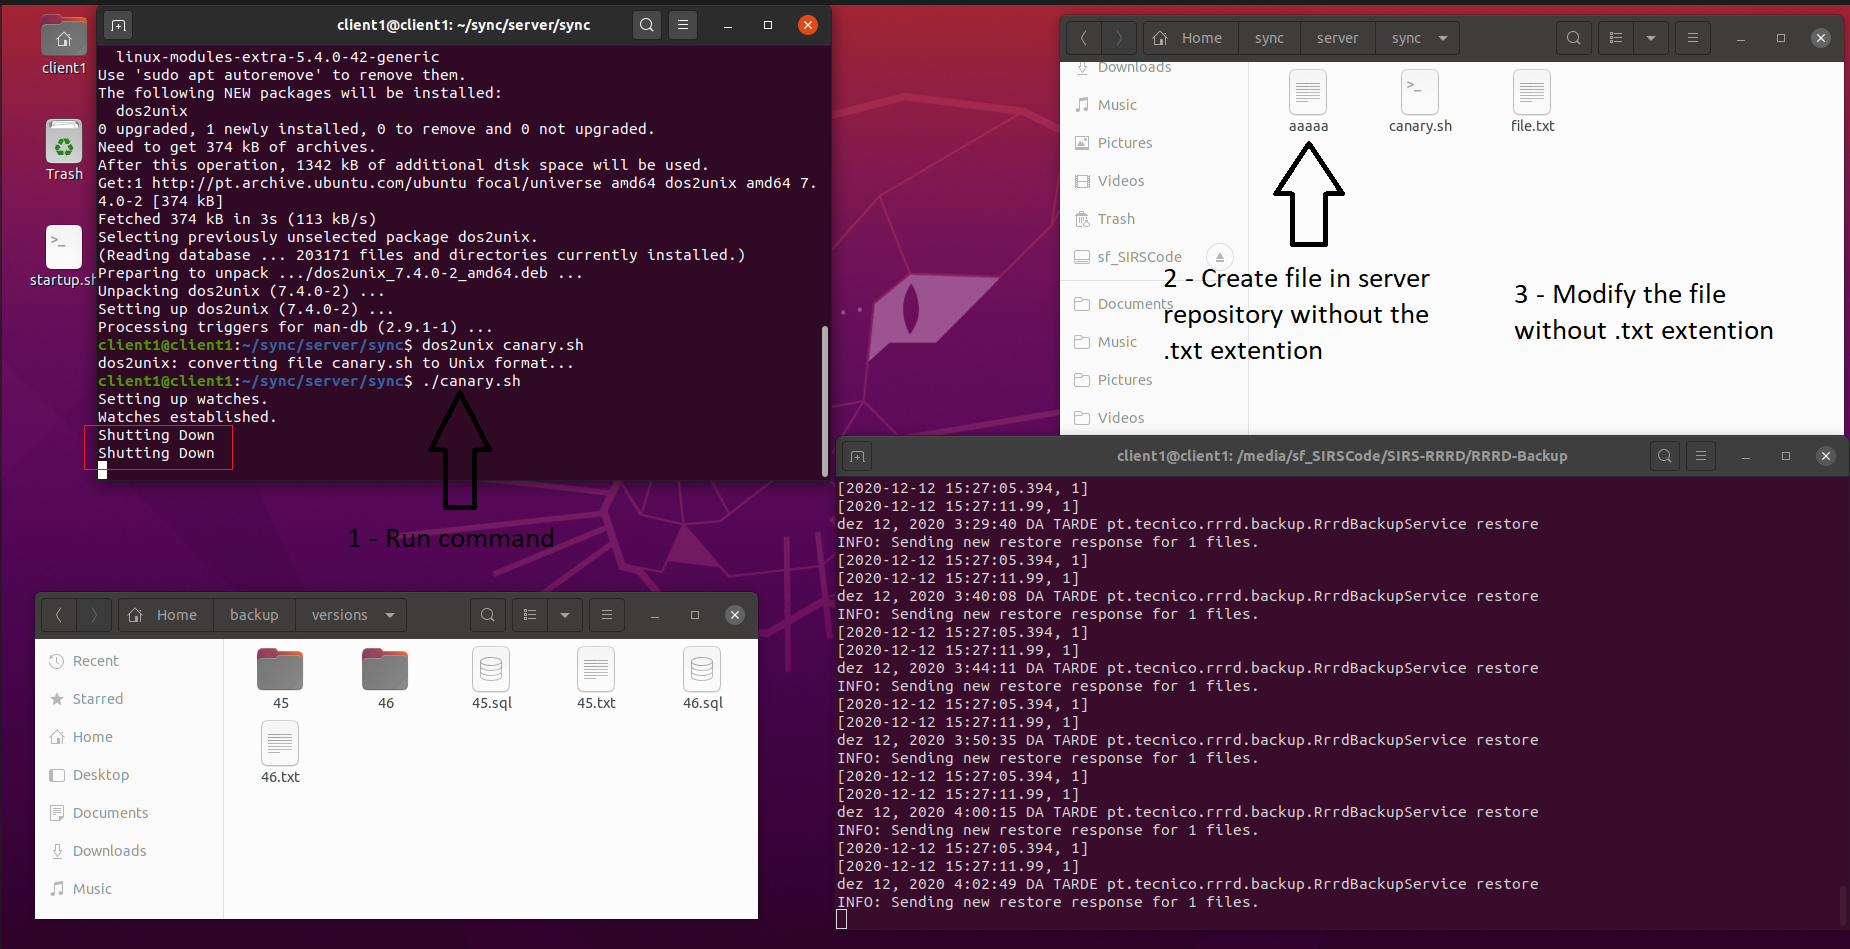 client1
Trash
startup.sh
client1@client1: ~/sync/server/sync
linux-modules-extra-5.4.0-42-generic
Use 'sudo apt autoremove' to remove them.
The following NEW packages will be installed:
dos2unix
0 upgraded, 1 newly installed, 0 to remove and 0 not upgraded.
Need to get 374 kB of archives.
After this operation, 1342 kB of additional disk space will be used.
Get:1 http://pt.archive.ubuntu.com/ubuntu focal/universe amd64 dos2unix amd64 7.
4.0-2 [374 kB]
Fetched 374 kB in 3s (113 kB/s)
Selecting previously unselected package dos2unix.
(Reading database ... 203171 files and directories currently installed.)
Preparing to unpack .../dos2unix_7.4.0-2_amd64.deb ...
Unpacking dos2unix (7.4.0-2) ...
Setting up dos2unix (7.4.0-2) ...
Processing triggers for man-db (2.9.1-1) ...
client1@client1:~/sync/server/sync$ dos2unix canary.sh
dos2unix: converting file canary.sh to Unix format...
client1@client1:~/sync/server/sync$ ./canary.sh
Setting up watches.
Watches established.
Shutting Down
Shutting Down
1 - Run command
Home sync server sync
Downloads
Music
Pictures
Videos
Trash
sf_SIRSCode
Documents
Music
Pictures
Videos
aaaaa
canary.sh
file.txt
2 - Create file in server
repository without the
.txt extention
3 - Modify the file
without .txt extention
Home backup versions
Recent
Starred
Home
Desktop
Documents
Downloads
Music
45
46
45.sql
45.txt
46.sql
46.txt
client1@client1: /media/sf_SIRSCode/SIRS-RRRD/RRRD-Backup
[2020-12-12 15:27:05.394, 1]
[2020-12-12 15:27:11.99, 1]
dez 12, 2020 3:29:40 DA TARDE pt.tecnico.rrrd.backup.RrrdBackupService restore
INFO: Sending new restore response for 1 files.
[2020-12-12 15:27:05.394, 1]
[2020-12-12 15:27:11.99, 1]
dez 12, 2020 3:40:08 DA TARDE pt.tecnico.rrrd.backup.RrrdBackupService restore
INFO: Sending new restore response for 1 files.
[2020-12-12 15:27:05.394, 1]
[2020-12-12 15:27:11.99, 1]
dez 12, 2020 3:44:11 DA TARDE pt.tecnico.rrrd.backup.RrrdBackupService restore
INFO: Sending new restore response for 1 files.
[2020-12-12 15:27:05.394, 1]
[2020-12-12 15:27:11.99, 1]
dez 12, 2020 3:50:35 DA TARDE pt.tecnico.rrrd.backup.RrrdBackupService restore
INFO: Sending new restore response for 1 files.
[2020-12-12 15:27:05.394, 1]
[2020-12-12 15:27:11.99, 1]
dez 12, 2020 4:00:15 DA TARDE pt.tecnico.rrrd.backup.RrrdBackupService restore
INFO: Sending new restore response for 1 files.
[2020-12-12 15:27:05.394, 1]
[2020-12-12 15:27:11.99, 1]
dez 12, 2020 4:02:49 DA TARDE pt.tecnico.rrrd.backup.RrrdBackupService restore
INFO: Sending new restore response for 1 files.